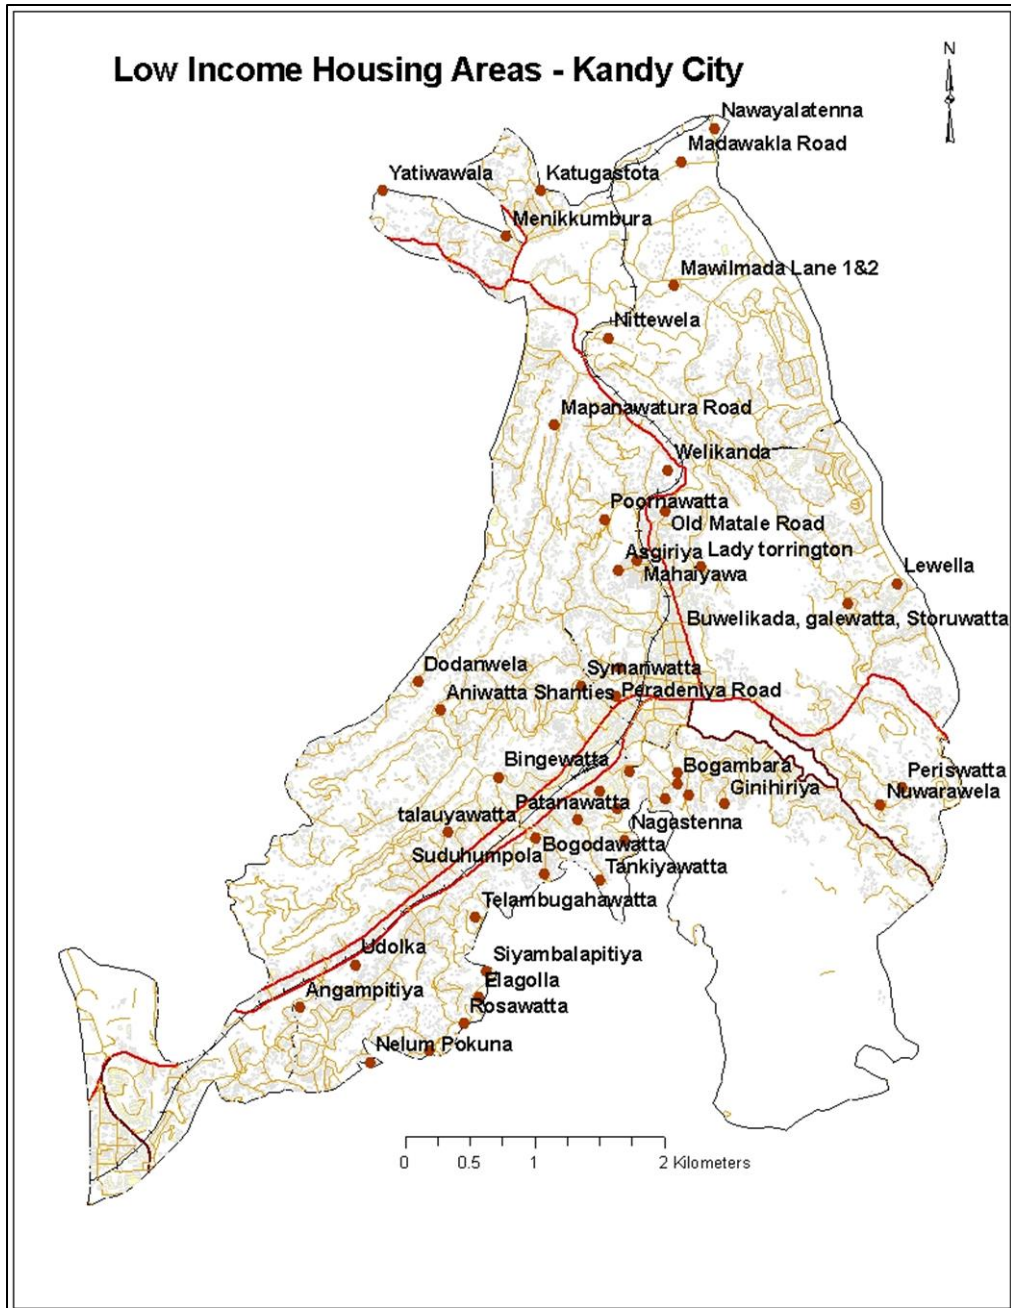 N
Low Income Housing Areas - Kandy City
Nawayalatenna
Madawakla Road
Yatiwawala
Katugastota
Menikkumbura
Mawilmada Lane 1&2
Nittewela
Mapanawatura Road
Welikanda
Poornawatta
Old Matale Road
Asgiriya
Lady torrington
Mahaiyawa
Lewella
Buwelikada, galewatta, Storuwatta
Dodanwela
Symanwatta
Aniwatta Shanties
Peradeniya Road
Bingewatta
Bogambara
Periswatta
Ginihiriya
Nuwarawela
talauyawatta
Patanawatta
Nagastenna
Suduhumpola
Bogodawatta
Tankiyawatta
Telambugahawatta
Udolka
Siyambalapitiya
Elagolla
Angampitiya
Rosawatta
Nelum Pokuna
0 0.5 1 2 Kilometers